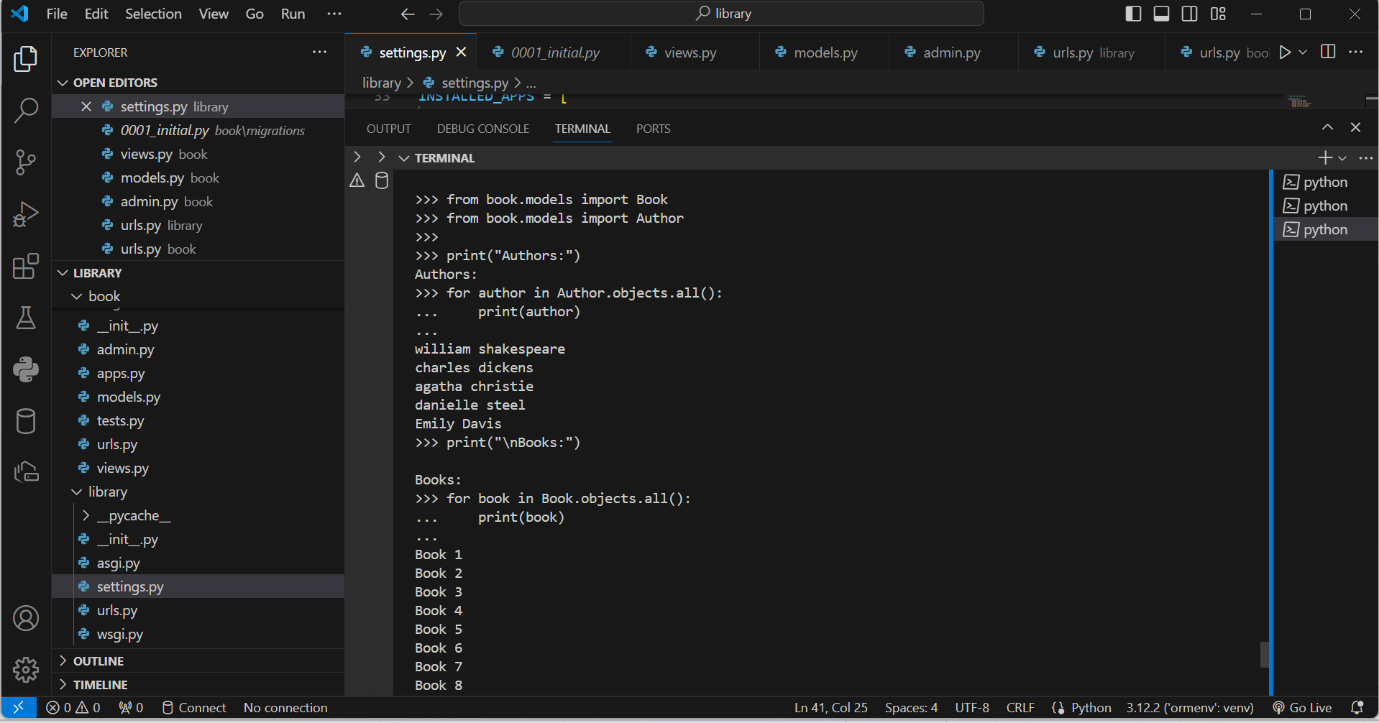 File Edit Selection View Go Run ··· library
EXPLORER ···
OPEN EDITORS
settings.py library
0001_initial.py book\migrations
views.py book
models.py book
admin.py book
urls.py library
urls.py book
LIBRARY
book
__init__.py
admin.py
apps.py
models.py
tests.py
urls.py
views.py
library
__pycache__
__init__.py
asgi.py
settings.py
urls.py
wsgi.py
OUTLINE
TIMELINE
settings.py 0001_initial.py views.py models.py admin.py urls.py library urls.py boo
library > settings.py > ...
33 INSTALLED_APPS = [
OUTPUT DEBUG CONSOLE TERMINAL PORTS
TERMINAL
>>> from book.models import Book
>>> from book.models import Author
>>>
>>> print("Authors:")
Authors:
>>> for author in Author.objects.all():
... print(author)
...
william shakespeare
charles dickens
agatha christie
danielle steel
Emily Davis
>>> print("\nBooks:")
Books:
>>> for book in Book.objects.all():
... print(book)
...
Book 1
Book 2
Book 3
Book 4
Book 5
Book 6
Book 7
Book 8
python
python
python
0 0 0 Connect No connection Ln 41, Col 25 Spaces: 4 UTF-8 CRLF Python 3.12.2 ('ormenv': venv) Go Live